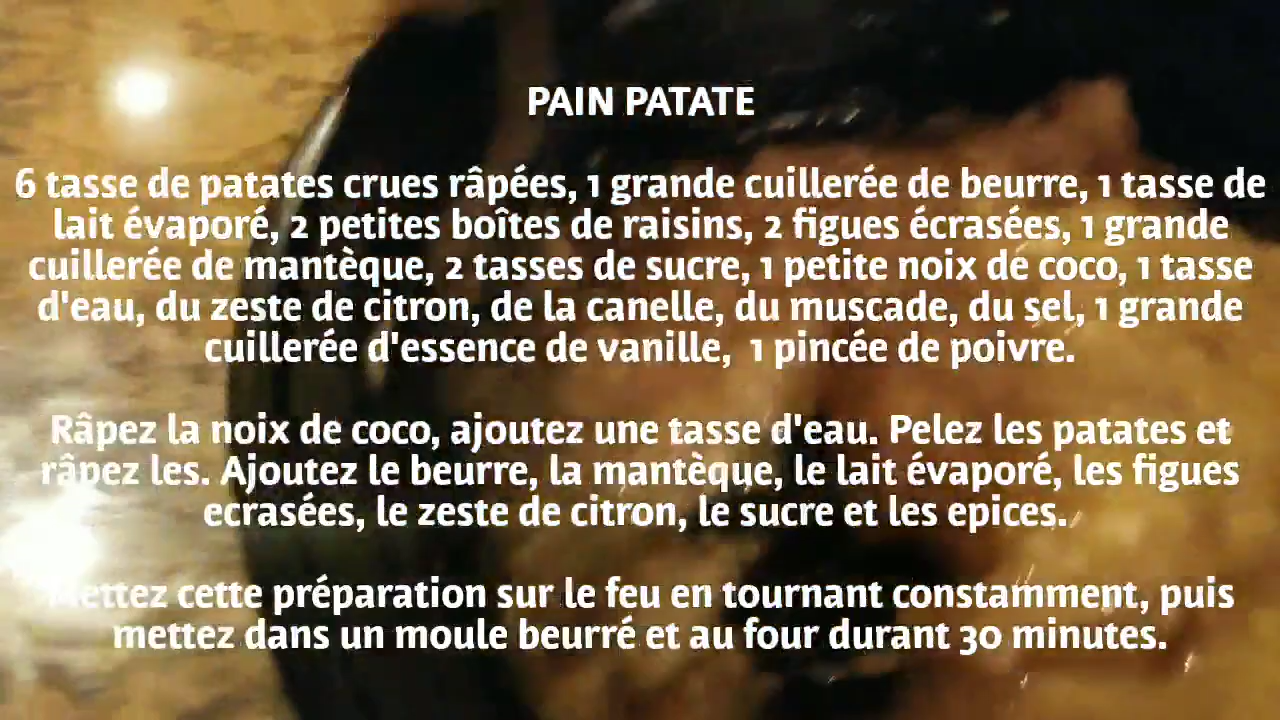 PAIN PATATE
6 tasse de patates crues râpées, 1 grande cuillerée de beurre, 1 tasse de
lait évaporé, 2 petites boîtes de raisins, 2 figues écrasées, 1 grande
cuillerée de mantèque, 2 tasses de sucre, 1 petite noix de coco, 1 tasse
d'eau, du zeste de citron, de la canelle, du muscade, du sel, 1 grande
cuillerée d'essence de vanille, 1 pincée de poivre.
Râpez la noix de coco, ajoutez une tasse d'eau. Pelez les patates et
râpez les. Ajoutez le beurre, la mantèque, le lait évaporé, les figues
ecrasées, le zeste de citron, le sucre et les epices.
Mettez cette préparation sur le feu en tournant constamment, puis
mettez dans un moule beurré et au four durant 30 minutes.